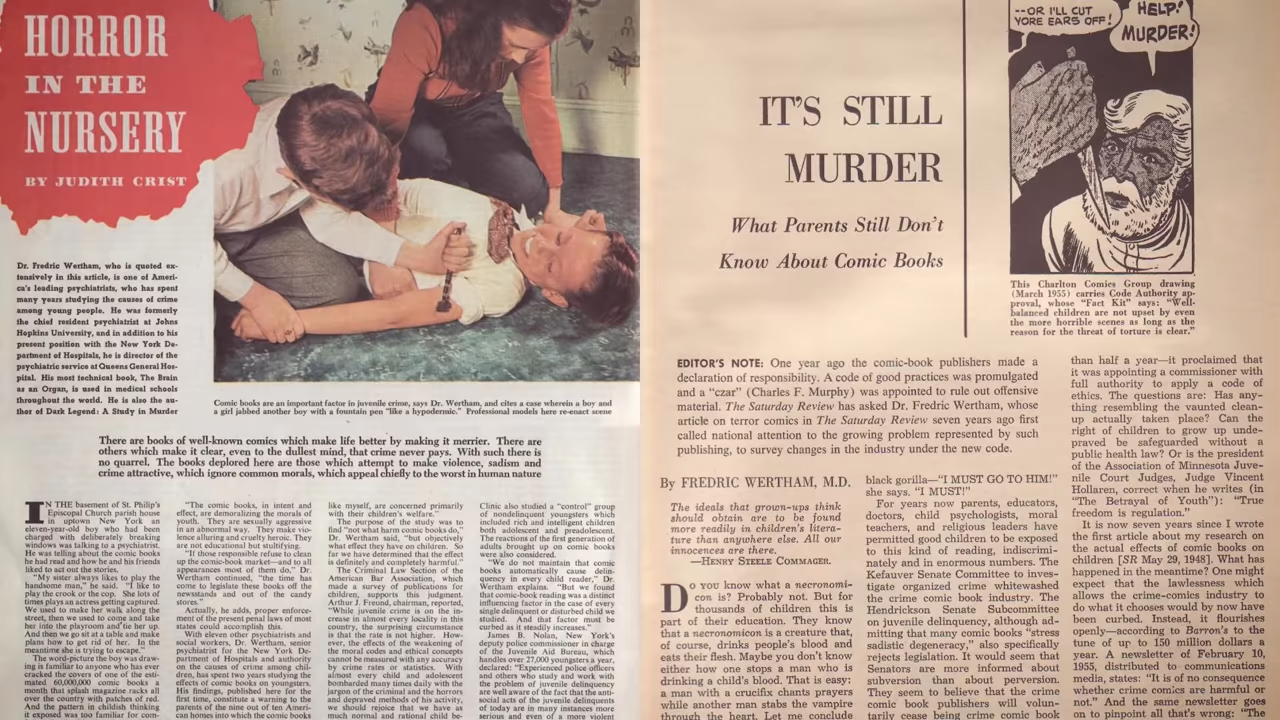 HORROR
IN THE
NURSERY
BY JUDITH CRIST
Dr. Fredric Wertham, who is quoted ex-
tensively in this article, is one of Ameri-
ca's leading psychiatrists, who has spent
many years studying the causes of crime
among young people. He was formerly
the chief resident psychiatrist at Johns
Hopkins University, and in addition to his
present position with the New York De-
partment of Hospitals, he is director of the
psychiatric service at Queens General Hos-
pital. His most technical book, The Brain
as an Organ, is used in medical schools
throughout the world. He is also the au-
thor of Dark Legend: A Study in Murder
Comic books are an important factor in juvenile crime, says Dr. Wertham, and cites a case wherein a boy and
a girl jabbed another boy with a fountain pen "like a hypodermic." Professional models here re-enact scene
There are books of well-known comics which make life better by making it merrier. There are
others which make it clear, even to the dullest mind, that crime never pays. With such there is
no quarrel. The books deplored here are those which attempt to make violence, sadism and
crime attractive, which ignore common morals, which appeal chiefly to the worst in human nature
IN THE basement of St. Philip's
Episcopal Church parish house
in uptown New York an
eleven-year-old boy who had been
charged with deliberately breaking
windows was talking to a psychiatrist.
He was telling about the comic books
he had read and how he and his friends
liked to act out the stories.
"My sister always likes to play the
handsome man," he said. "I like to
play the crook or the cop. She lots of
times plays an actress getting captured.
We used to make her walk along the
street, then we used to come and take
her into the playroom and tie her up.
And then we go sit at a table and make
plans how to get rid of her. In the
meantime she is trying to escape."
The word-picture the boy was draw-
ing is familiar to anyone who has ever
cracked the covers of one of the esti-
mated 60,000,000 comic books a
month that splash magazine racks all
over the country with patches of red.
And the pattern in childish thinking
it exposed was too familiar for com-
"The comic books, in intent and
effect, are demoralizing the morals of
youth. They are sexually aggressive
in an abnormal way. They make vio-
lence alluring and cruelty heroic. They
are not educational but stultifying.
"If those responsible refuse to clean
up the comic-book market—and to all
appearances most of them do," Dr.
Wertham continued, "the time has
come to legislate these books off the
newsstands and out of the candy
stores."
Actually, he adds, proper enforce-
ment of the present penal laws of most
states could accomplish this.
With eleven other psychiatrists and
social workers, Dr. Wertham, senior
psychiatrist for the New York De-
partment of Hospitals and authority
on the causes of crime among chil-
dren, has spent two years studying the
effects of comic books on youngsters.
His findings, published here for the
first time, constitute a warning to the
parents of the nine out of ten Ameri-
can homes into which the comic books
like myself, are concerned primarily
with their children's welfare."
The purpose of the study was to
find "not what harm comic books do,"
Dr. Wertham said, "but objectively
what effect they have on children. So
far we have determined that the effect
is definitely and completely harmful."
The Criminal Law Section of the
American Bar Association, which
made a survey of publications for
children, supports this judgment.
Arthur J. Freund, chairman, reported,
"While juvenile crime is on the in-
crease in almost every locality in this
country, the surprising circumstance
is that the rate is not higher. How-
ever, the effects of the weakening of
the moral codes and ethical concepts
cannot be measured with any accuracy
by crime rates or statistics. With
almost every child and adolescent
bombarded many times daily with the
jargon of the criminal and the horrors
and depraved methods of his activity,
we should rejoice that we have as
much normal and rational child be-
Clinic also studied a "control" group
of nondelinquent youngsters which
included rich and intelligent children
both adolescent and preadolescent.
The reactions of the first generation of
adults brought up on comic books
were also considered.
"We do not maintain that comic
books automatically cause delin-
quency in every child reader," Dr.
Wertham explains. "But we found
that comic-book reading was a distinct
influencing factor in the case of every
single delinquent or disturbed child we
studied. And that factor must be
curbed as it steadily increases."
James B. Nolan, New York's
deputy police commissioner in charge
of the Juvenile Aid Bureau, which
handles over 27,000 youngsters a year,
declared: "Experienced police officers
and others who study and work with
the problem of juvenile delinquency
are well aware of the fact that the anti-
social acts of the juvenile delinquents
of today are in many instances more
serious and even of a more violent
IT'S STILL
MURDER
What Parents Still Don't
Know About Comic Books
--OR I'LL CUT
YORE EARS OFF!
HELP!
MURDER!
This Charlton Comics Group drawing
(March 1955) carries Code Authority ap-
proval, whose "Fact Kit" says: "Well-
balanced children are not upset by even
the more horrible scenes as long as the
reason for the threat of torture is clear."
EDITOR'S NOTE: One year ago the comic-book publishers made a
declaration of responsibility. A code of good practices was promulgated
and a "czar" (Charles F. Murphy) was appointed to rule out offensive
material. The Saturday Review has asked Dr. Fredric Wertham, whose
article on terror comics in The Saturday Review seven years ago first
called national attention to the growing problem represented by such
publishing, to survey changes in the industry under the new code.
By FREDRIC WERTHAM, M.D.
The ideals that grown-ups think
should obtain are to be found
more readily in children's litera-
ture than anywhere else. All our
innocences are there.
—HENRY STEELE COMMAGER.
DO YOU know what a necronomi-
con is? Probably not. But for
thousands of children this is
part of their education. They know
that a necronomicon is a creature that,
of course, drinks people's blood and
eats their flesh. Maybe you don't know
either how one stops a man who is
drinking a child's blood. That is easy:
a man with a crucifix chants prayers
while another man stabs the vampire
through the heart. Let me conclude
black gorilla—"I MUST GO TO HIM!"
she says. "I MUST!"
For years now parents, educators,
doctors, child psychologists, moral
teachers, and religious leaders have
permitted good children to be exposed
to this kind of reading, indiscrimi-
nately and in enormous numbers. The
Kefauver Senate Committee to inves-
tigate organized crime whitewashed
the crime comic book industry. The
Hendrickson Senate Subcommittee
on juvenile delinquency, although ad-
mitting that many comic books "stress
sadistic degeneracy," also specifically
rejects legislation. It would seem that
Senators are more informed about
subversion than about perversion.
They seem to believe that the crime
comic book publishers will volun-
tarily cease being crime comic book
than half a year—it proclaimed that
it was appointing a commissioner with
full authority to apply a code of
ethics. The questions are: Has any-
thing resembling the vaunted clean-
up actually taken place? Can the
right of children to grow up unde-
praved be safeguarded without a
public health law? Or is the president
of the Association of Minnesota Juve-
nile Court Judges, Judge Vincent
Hollaren, correct when he writes (in
"The Betrayal of Youth"): "True
freedom is regulation."
It is now seven years since I wrote
the first article about my research on
the actual effects of comic books on
children [SR May 29, 1948]. What has
happened in the meantime? One might
expect that the lawlessness which
allows the crime-comics industry to
do what it chooses would by now have
been curbed. Instead, it flourishes
openly—according to Barron's to the
tune of up to 150 million dollars a
year. A newsletter of February 10,
1955, distributed to communications
media, states: "It is of no consequence
whether crime comics are harmful or
not." And the same newsletter goes
on to pinpoint all that's wrong: "The